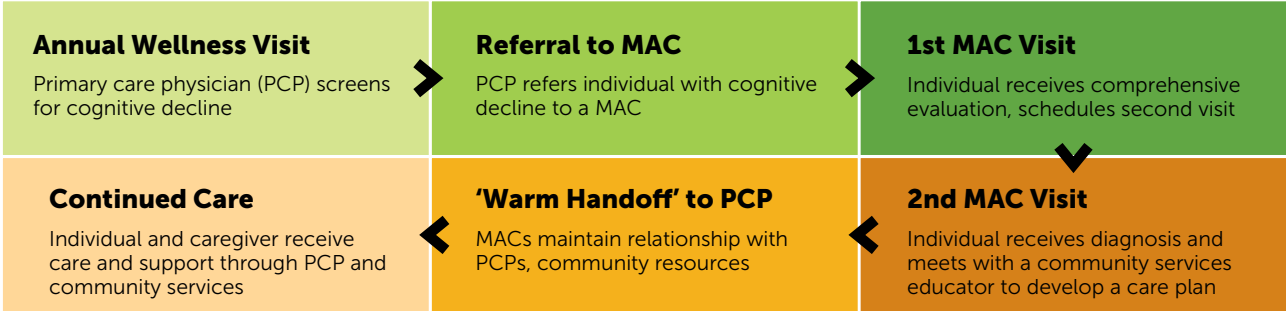 Annual Wellness Visit
Primary care physician (PCP) screens
for cognitive decline
Referral to MAC
PCP refers individual with cognitive
decline to a MAC
1st MAC Visit
Individual receives comprehensive
evaluation, schedules second visit
2nd MAC Visit
Individual receives diagnosis and
meets with a community services
educator to develop a care plan
‘Warm Handoff’ to PCP
MACs maintain relationship with
PCPs, community resources
Continued Care
Individual and caregiver receive
care and support through PCP and
community services